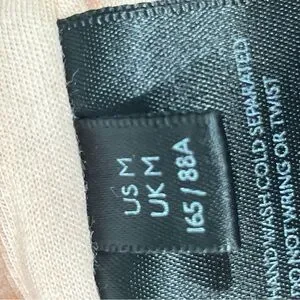 US M
UK M
165 / 88A
HAND WASH COLD SEPARATELY
DO NOT WRING OR TWIST